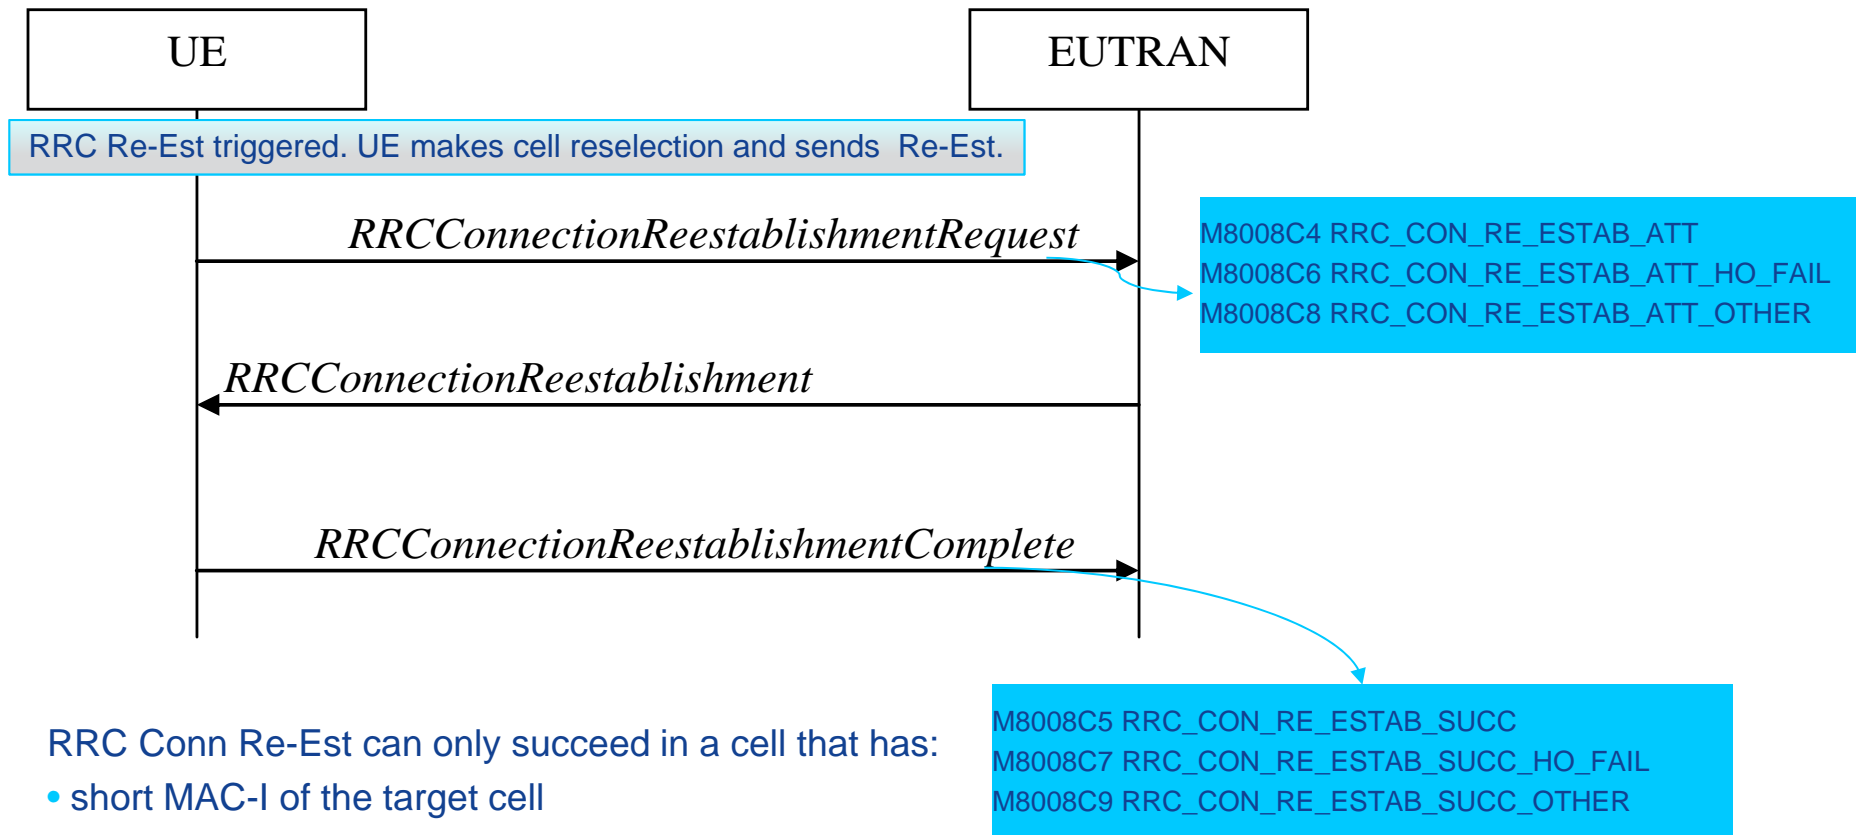 UE
EUTRAN
RRC Re-Est triggered. UE makes cell reselection and sends  Re-Est.
RRCConnectionReestablishmentRequest
M8008C4 RRC_CON_RE_ESTAB_ATT
M8008C6 RRC_CON_RE_ESTAB_ATT_HO_FAIL
M8008C8 RRC_CON_RE_ESTAB_ATT_OTHER
RRCConnectionReestablishment
RRCConnectionReestablishmentComplete
RRC Conn Re-Est can only succeed in a cell that has:
• short MAC-I of the target cell
M8008C5 RRC_CON_RE_ESTAB_SUCC
M8008C7 RRC_CON_RE_ESTAB_SUCC_HO_FAIL
M8008C9 RRC_CON_RE_ESTAB_SUCC_OTHER